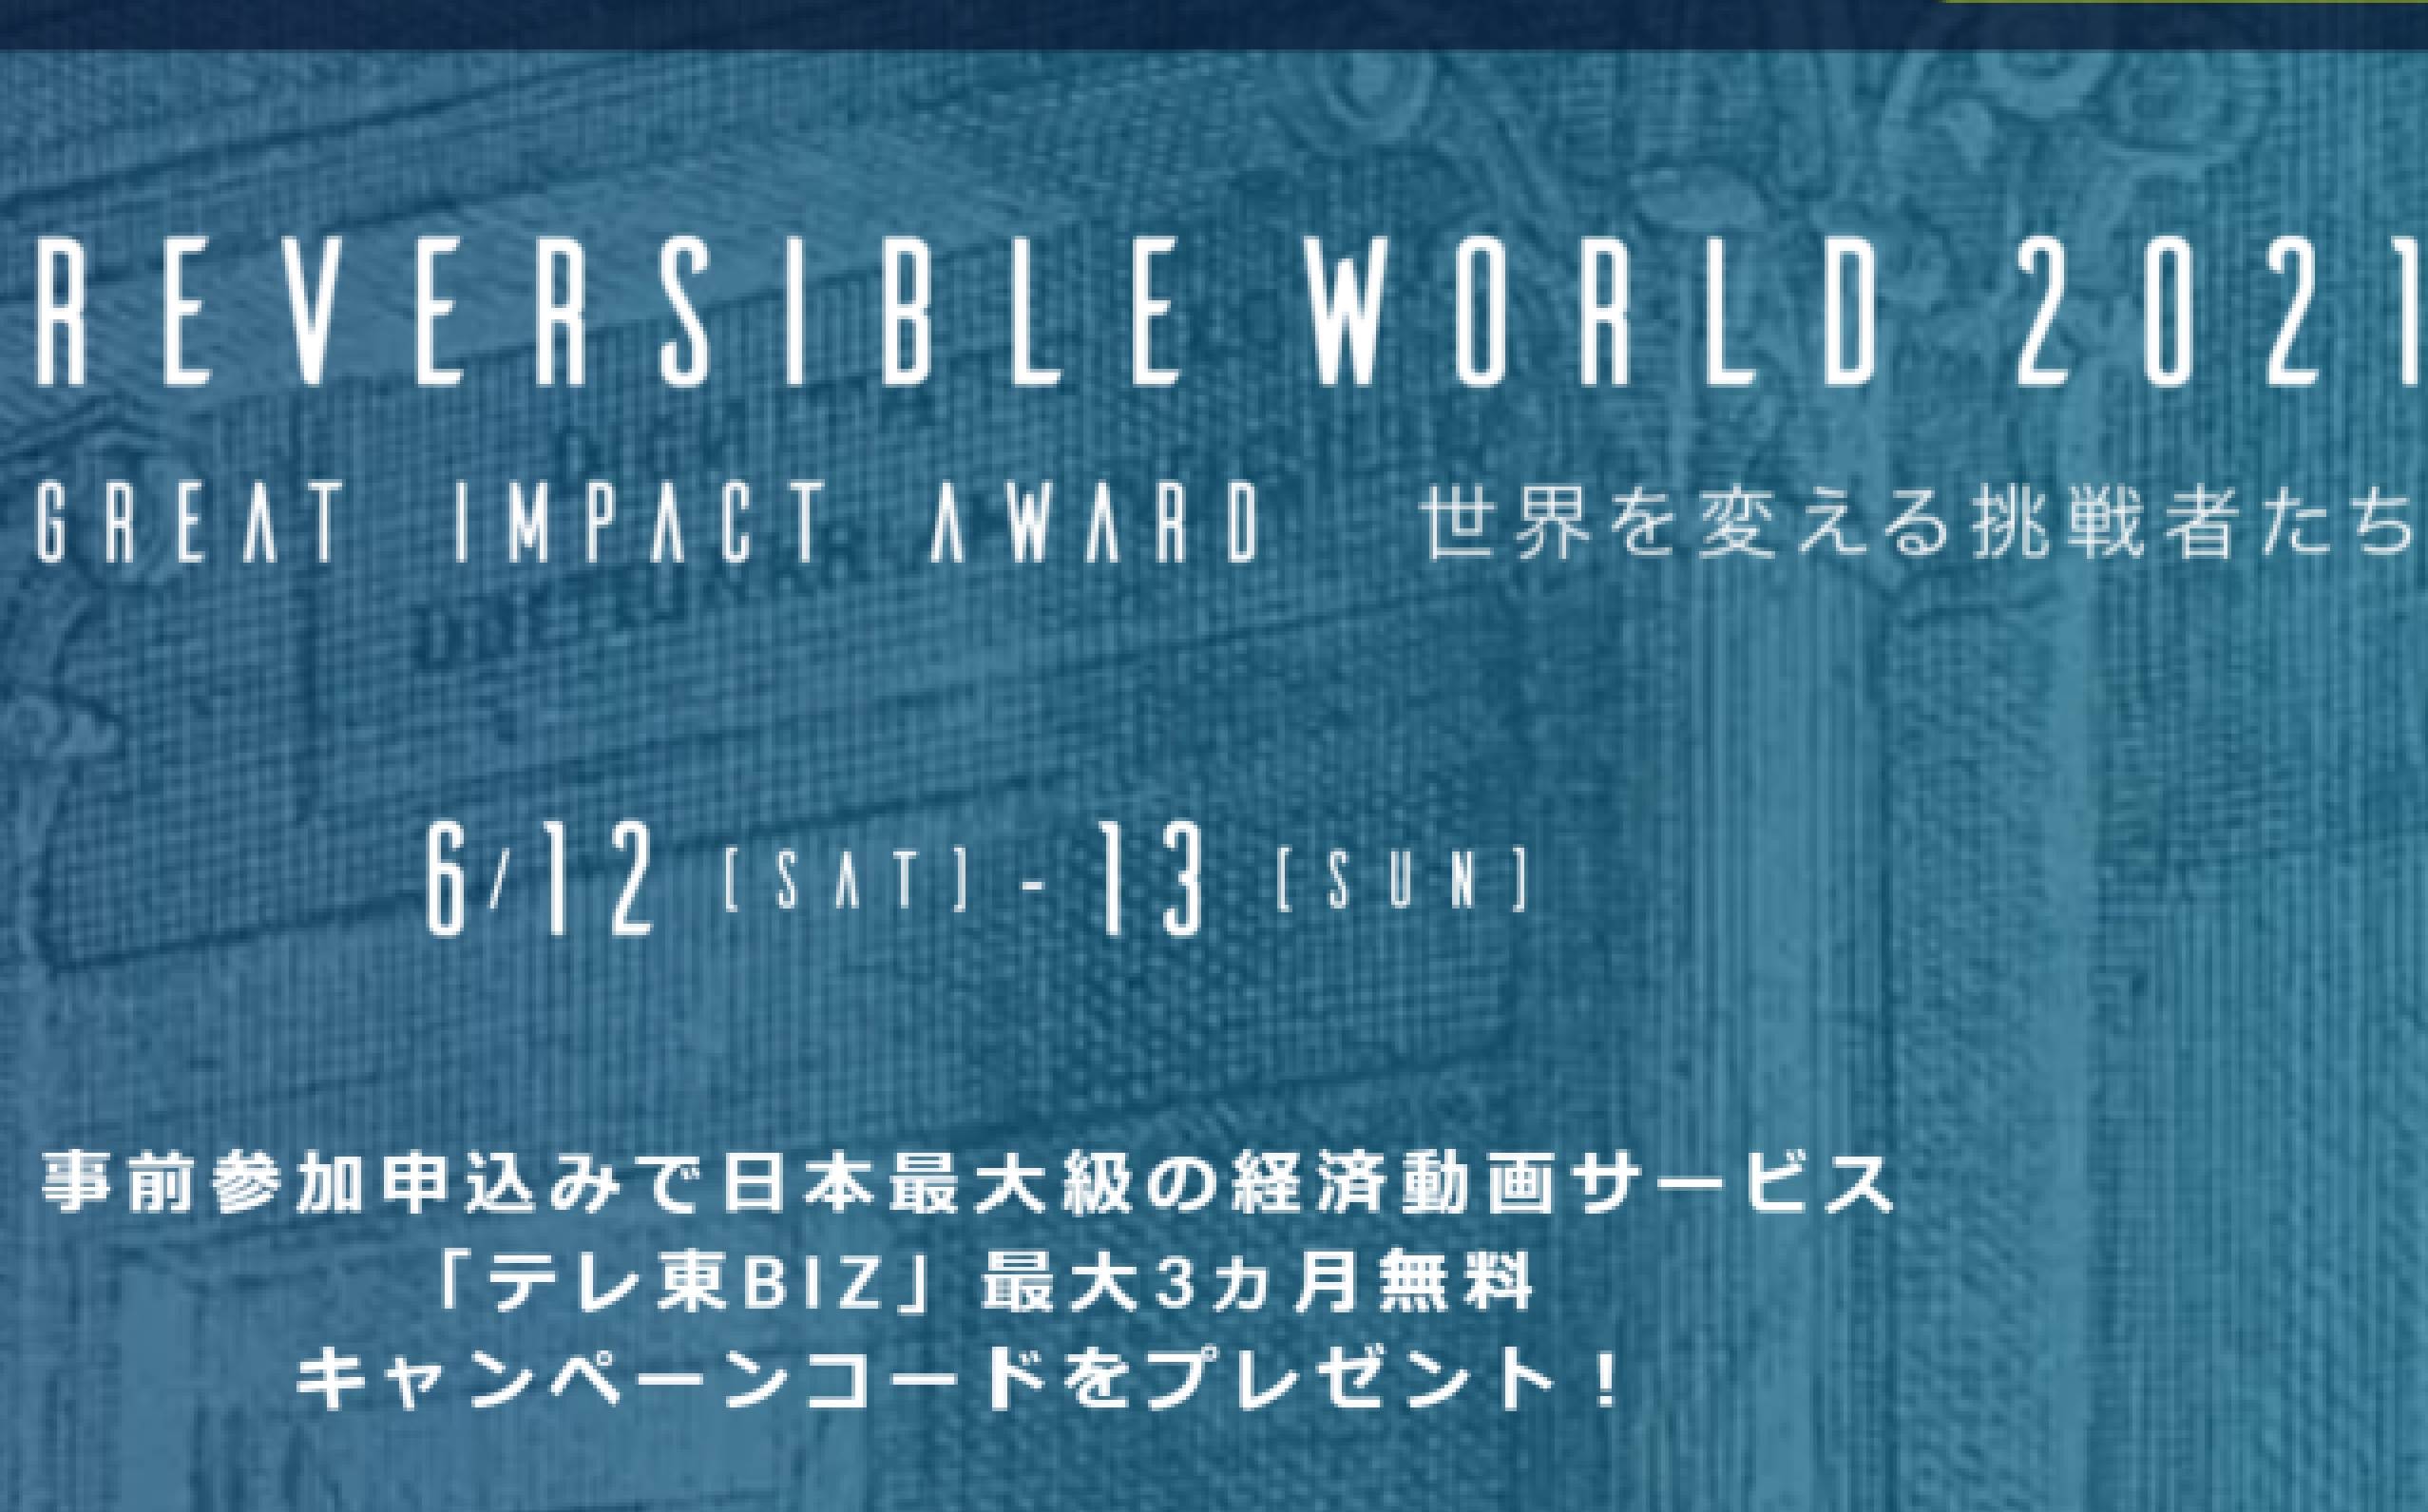 REVERSIBLE WORLD 2021
GREAT IMPACT AWARD 世界を変える挑戦者たち
6/12 [SAT] - 13 [SUN]
事前参加申込みで日本最大級の経済動画サービス
「テレ東BIZ」最大3カ月無料
キャンペーンコードをプレゼント！